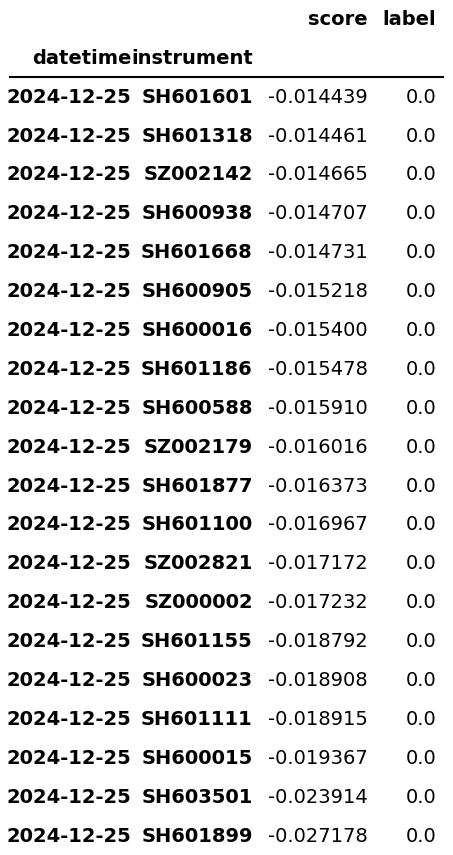 score label
datetime instrument
2024-12-25 SH601601 -0.014439 0.0
2024-12-25 SH601318 -0.014461 0.0
2024-12-25 SZ002142 -0.014665 0.0
2024-12-25 SH600938 -0.014707 0.0
2024-12-25 SH601668 -0.014731 0.0
2024-12-25 SH600905 -0.015218 0.0
2024-12-25 SH600016 -0.015400 0.0
2024-12-25 SH601186 -0.015478 0.0
2024-12-25 SH600588 -0.015910 0.0
2024-12-25 SZ002179 -0.016016 0.0
2024-12-25 SH601877 -0.016373 0.0
2024-12-25 SH601100 -0.016967 0.0
2024-12-25 SZ002821 -0.017172 0.0
2024-12-25 SZ000002 -0.017232 0.0
2024-12-25 SH601155 -0.018792 0.0
2024-12-25 SH600023 -0.018908 0.0
2024-12-25 SH601111 -0.018915 0.0
2024-12-25 SH600015 -0.019367 0.0
2024-12-25 SH603501 -0.023914 0.0
2024-12-25 SH601899 -0.027178 0.0